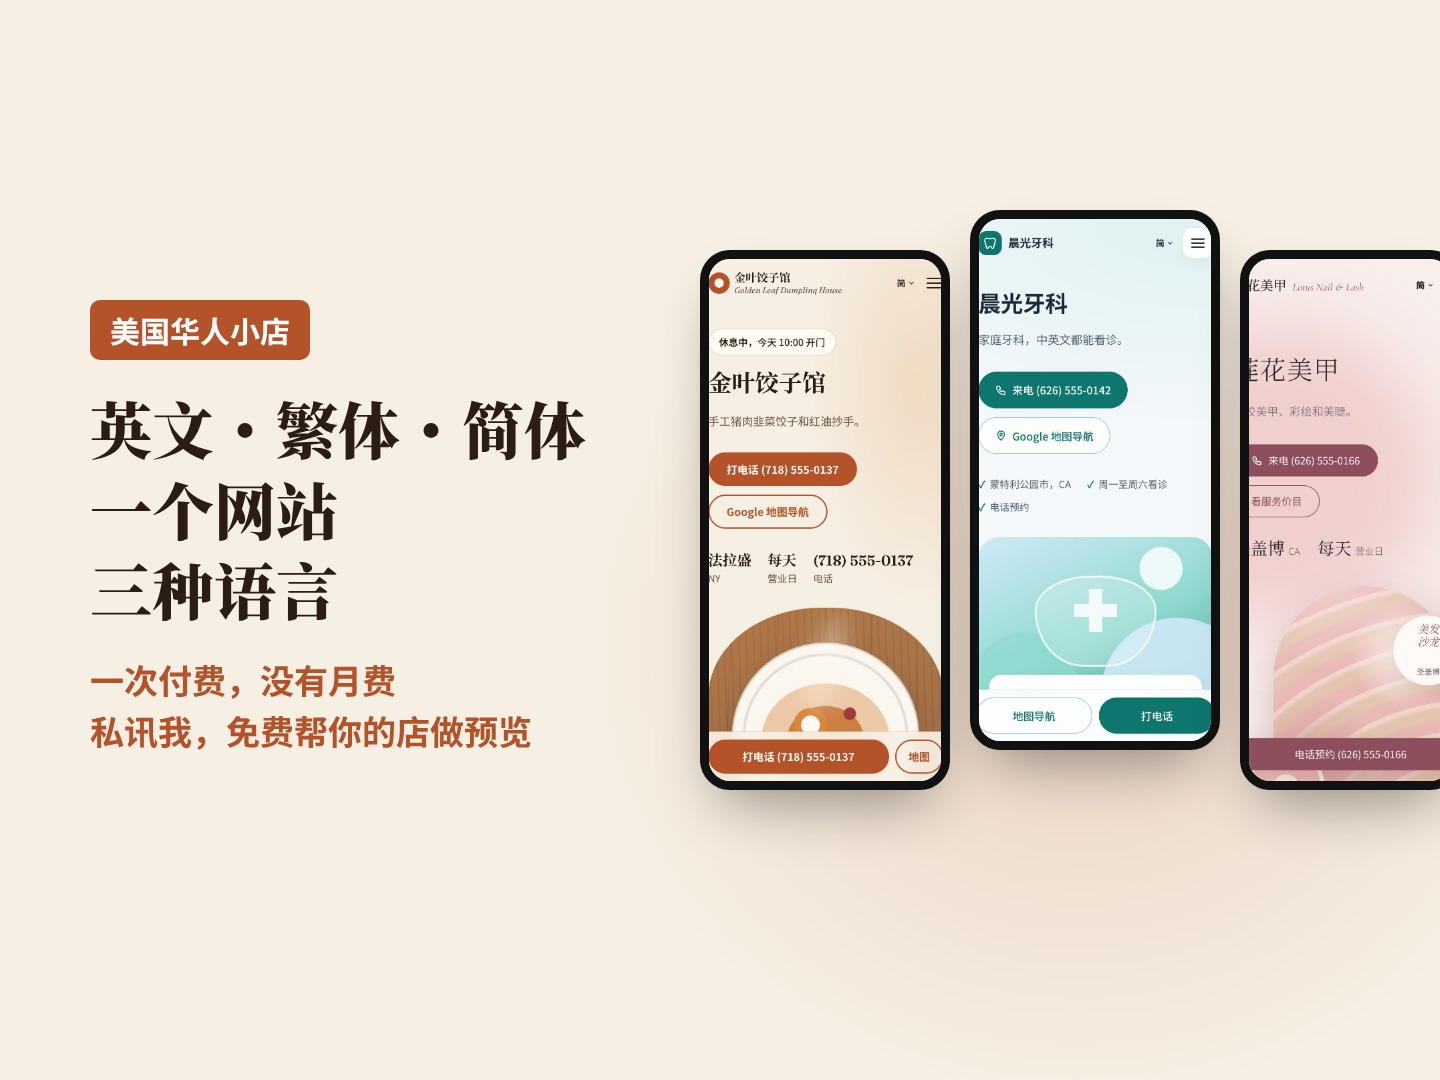 美国华人小店
英文・繁体・简体
一个网站
三种语言
一次付费，没有月费
私讯我，免费帮你的店做预览
金叶饺子馆
Golden Leaf Dumpling House
简
休息中，今天 10:00 开门
金叶饺子馆
手工猪肉韭菜饺子和红油抄手。
打电话 (718) 555-0137
Google 地图导航
法拉盛 每天 (718) 555-0137
NY 营业日 电话
打电话 (718) 555-0137 地图
晨光牙科
简
晨光牙科
家庭牙科，中英文都能看诊。
来电 (626) 555-0142
Google 地图导航
✓ 蒙特利公园市，CA ✓ 周一至周六看诊
✓ 电话预约
地图导航 打电话
花美甲 Lotus Nail & Lash
简
花美甲
美甲、彩绘和美睫。
来电 (626) 555-0166
看服务价目
盖博 CA 每天 营业日
美发
沙龙
圣盖博
电话预约 (626) 555-0166